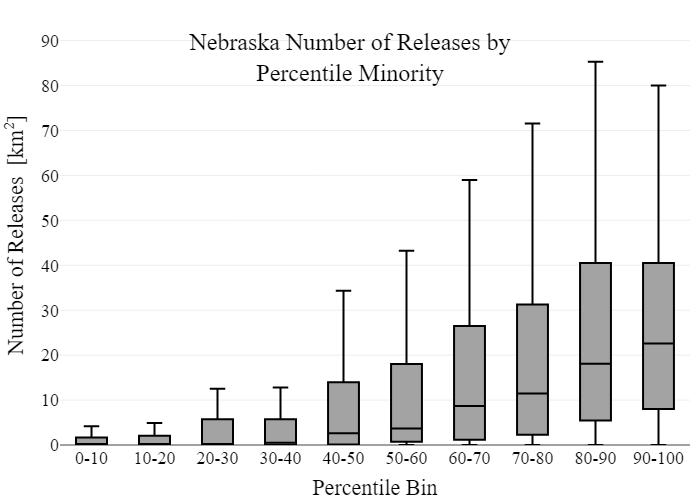 Nebraska Number of Releases by
Percentile Minority
Number of Releases [km²]
90
80
70
60
50
40
30
20
10
0
0-10 10-20 20-30 30-40 40-50 50-60 60-70 70-80 80-90 90-100
Percentile Bin